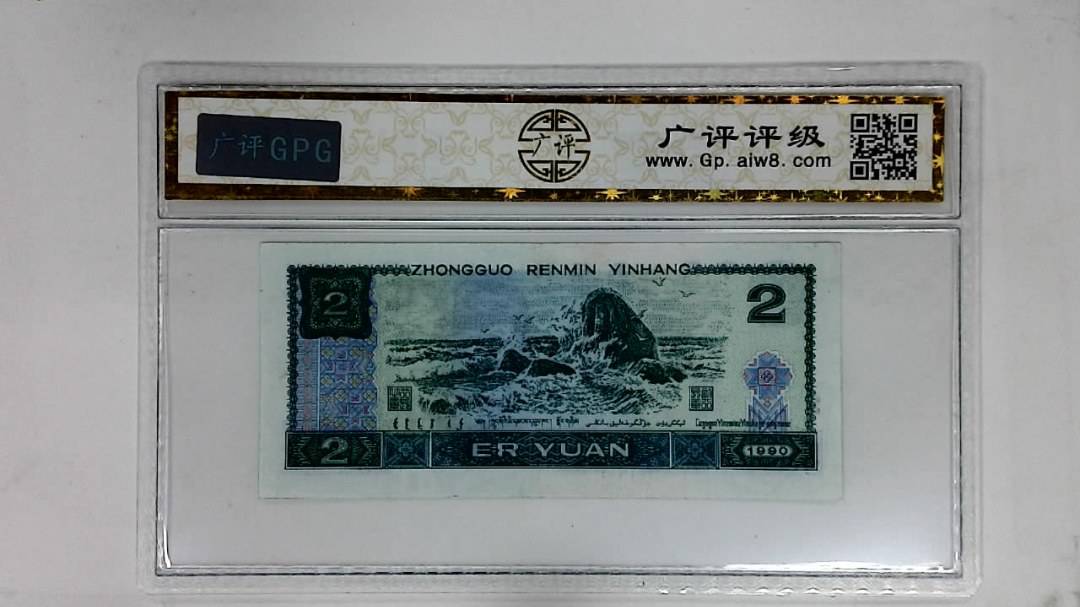 广评GPG
广评
广评评级
www. Gp. aiw8. com
ZHONGGUO RENMIN YINHANG
2
2
2
ER YUAN
1990